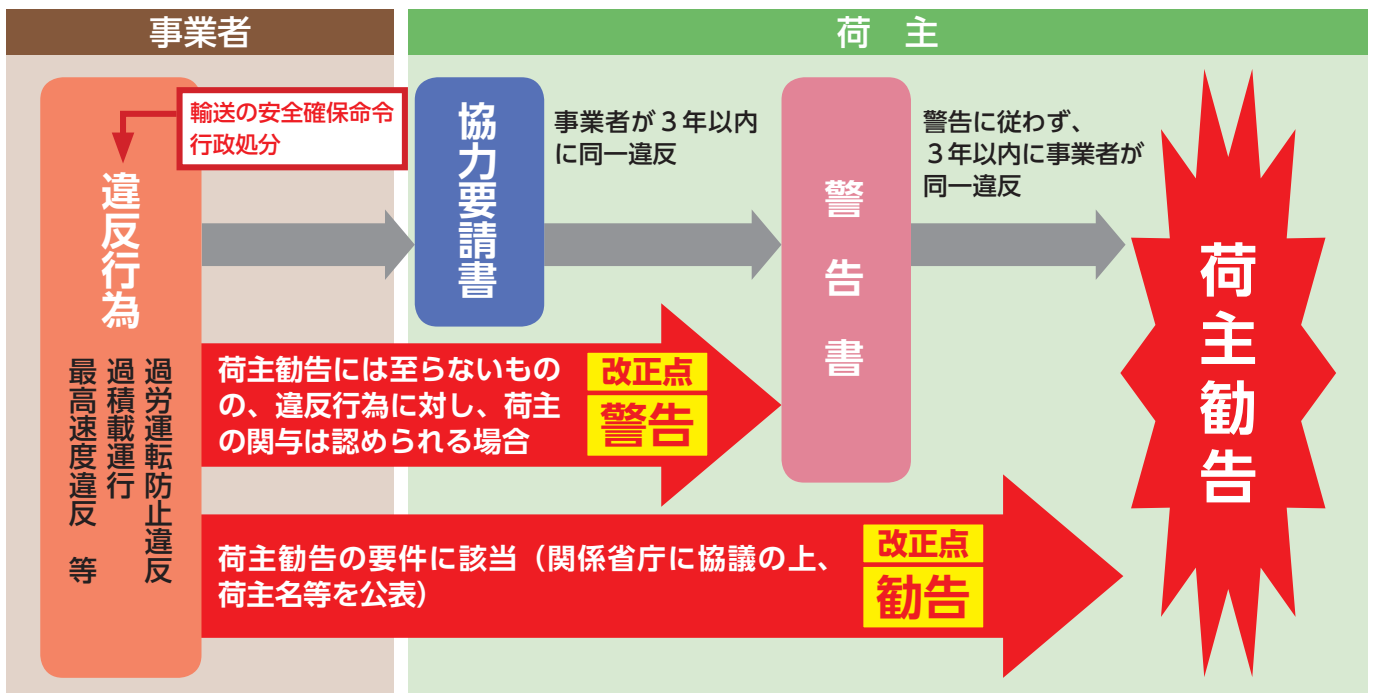 事業者
荷 主
輸送の安全確保命令
行政処分
違反行為
過労運転防止違反
過積載運行
最高速度違反 等
協力要請書
事業者が３年以内
に同一違反
警告書
警告に従わず、
３年以内に事業者が
同一違反
荷主勧告
荷主勧告には至らないもの
の、違反行為に対し、荷主
の関与は認められる場合
改正点
警告
荷主勧告の要件に該当（関係省庁に協議の上、
荷主名等を公表）
改正点
勧告